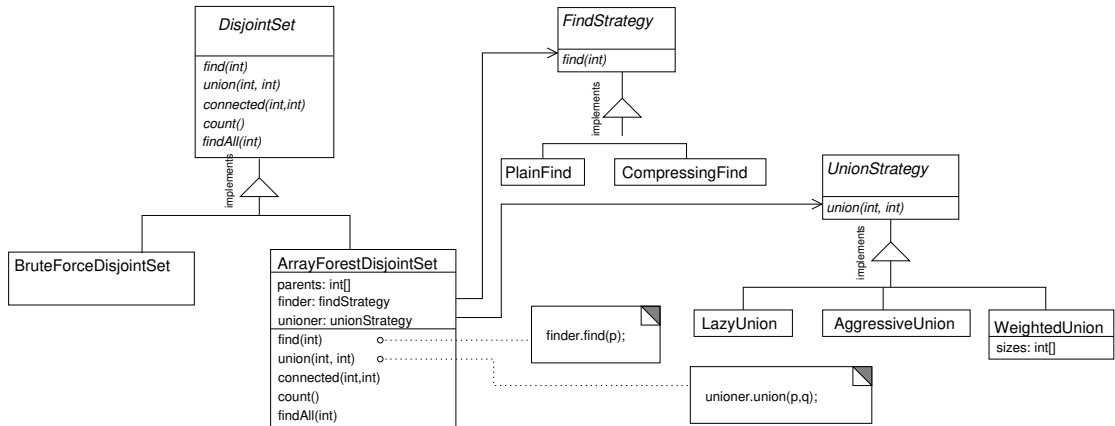 DisjointSet
find(int)
union(int, int)
connected(int,int)
count()
findAll(int)
implements
BruteForceDisjointSet
ArrayForestDisjointSet
parents: int[]
finder: findStrategy
unioner: unionStrategy
find(int)
union(int, int)
connected(int,int)
count()
findAll(int)
FindStrategy
find(int)
implements
PlainFind
CompressingFind
UnionStrategy
union(int, int)
implements
LazyUnion
AggressiveUnion
WeightedUnion
sizes: int[]
finder.find(p);
unioner.union(p,q);